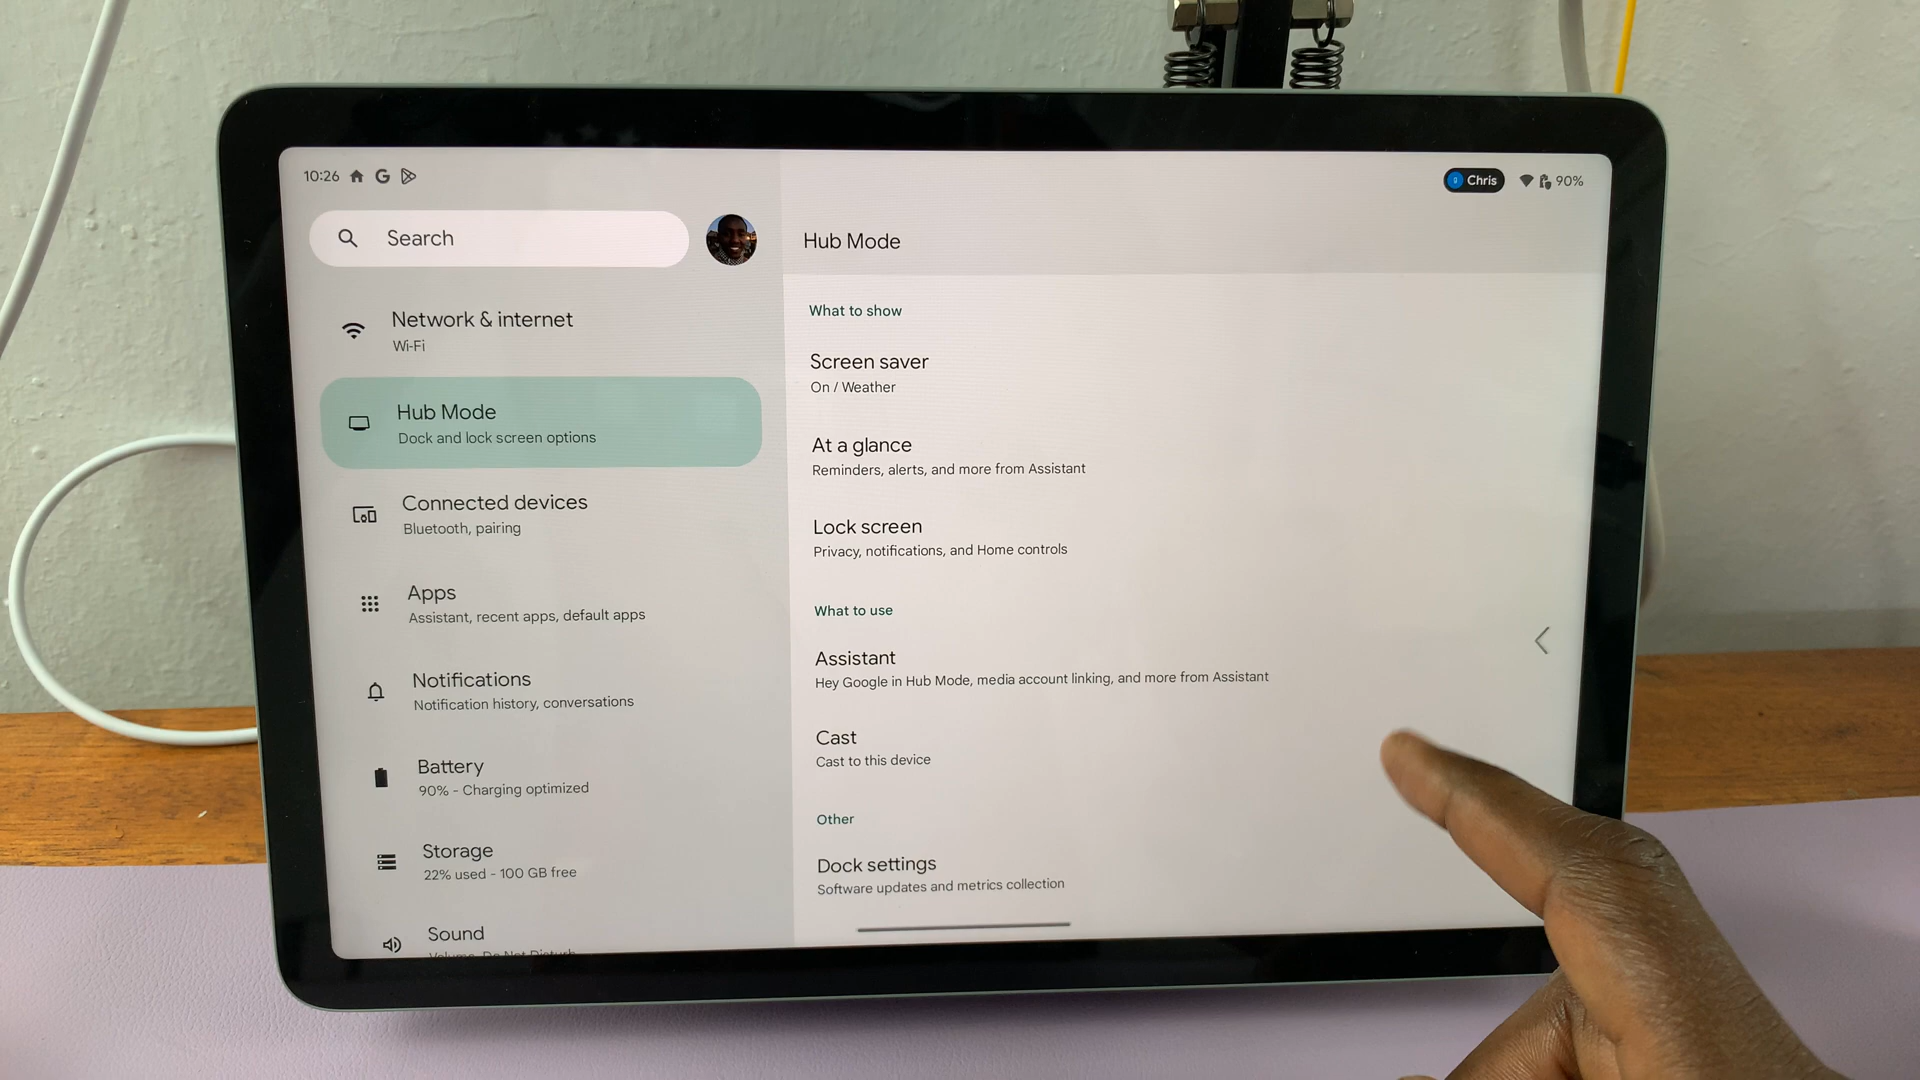 10:26
Chris
90%
Search
Network & internet
Wi-Fi
Hub Mode
Dock and lock screen options
Connected devices
Bluetooth, pairing
Apps
Assistant, recent apps, default apps
Notifications
Notification history, conversations
Battery
90% - Charging optimized
Storage
22% used - 100 GB free
Sound
Volume, Do Not Disturb
Hub Mode
What to show
Screen saver
On / Weather
At a glance
Reminders, alerts, and more from Assistant
Lock screen
Privacy, notifications, and Home controls
What to use
Assistant
Hey Google in Hub Mode, media account linking, and more from Assistant
Cast
Cast to this device
Other
Dock settings
Software updates and metrics collection